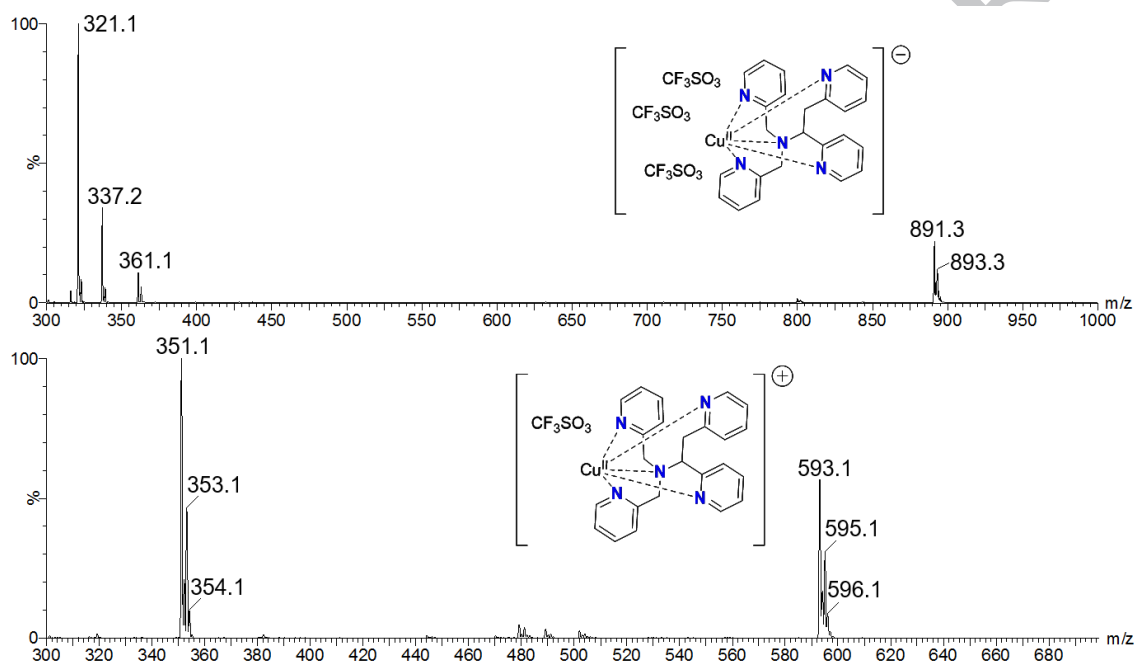 100
321.1
337.2
361.1
891.3
893.3
%
0
300 350 400 450 500 550 600 650 700 750 800 850 900 950 1000 m/z
CF₃SO₃
CF₃SO₃
CF₃SO₃
Cu^II
N
N
N
N
N
⊖
100
351.1
353.1
354.1
593.1
595.1
596.1
%
0
300 320 340 360 380 400 420 440 460 480 500 520 540 560 580 600 620 640 660 680 m/z
CF₃SO₃
Cu^II
N
N
N
N
N
⊕